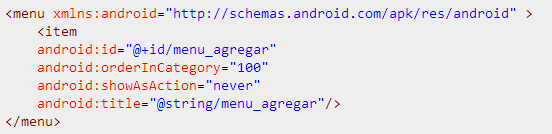 <menu xmlns:android="http://schemas.android.com/apk/res/android" >
    <item
    android:id="@+id/menu_agregar"
    android:orderInCategory="100"
    android:showAsAction="never"
    android:title="@string/menu_agregar"/>
</menu>